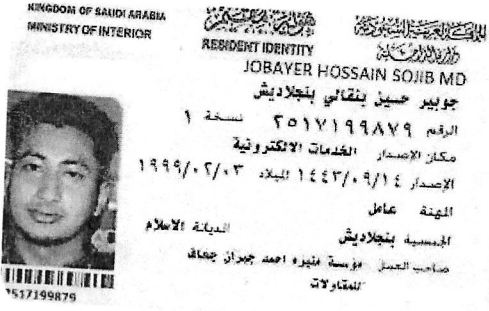 KINGDOM OF SAUDI ARABIA
MINISTRY OF INTERIOR
المملكة العربية السعودية
وزارة الداخلية
RESIDENT IDENTITY
JOBAYER HOSSAIN SOJIB MD
جوبير حسين بنقالي بنجلاديش
الرقم ٢٥١٧١٩٩٨٧٩ نسخة ١
مكان الإصدار الخدمات الالكترونية
الإصدار ١٤٤٣/٠٩/١٤ الميلاد ١٩٩٩/٠٢/٠٣
المهنة عامل
الجنسية بنجلاديش الديانة الاسلام
صاحب العمل مؤسسة منيره احمد جبران جعاف
للمقاولات
2517199879